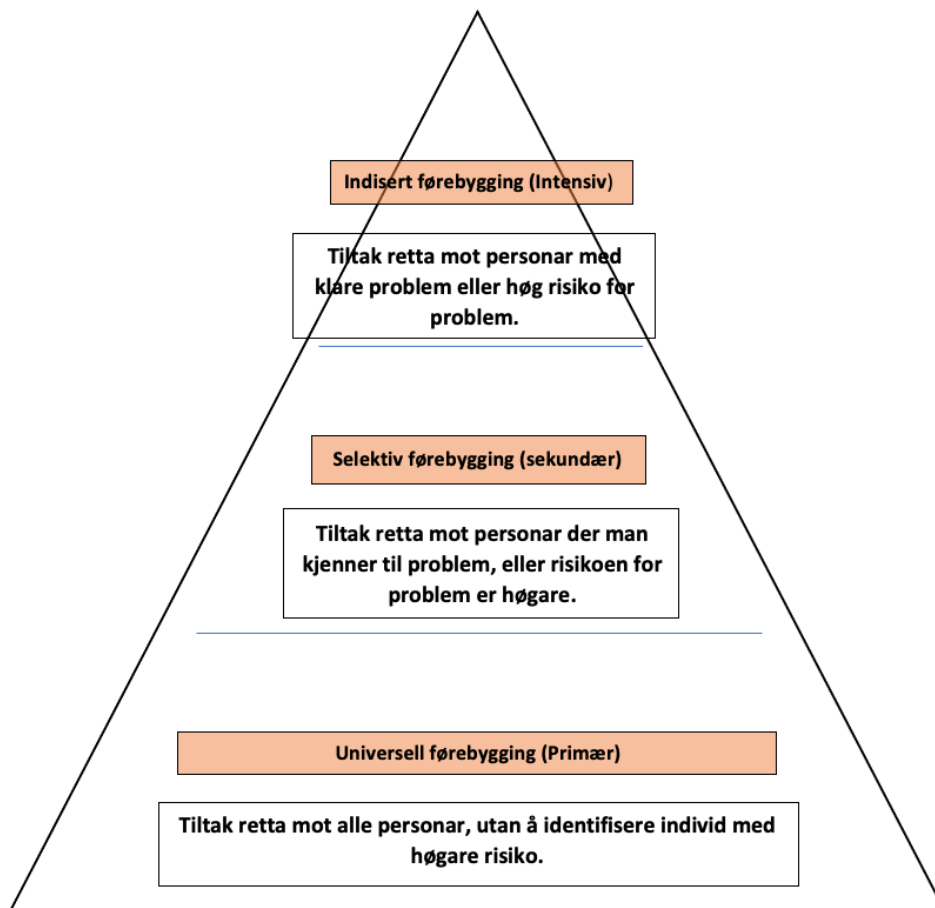 Indisert førebygging (Intensiv)
Tiltak retta mot personar med
klare problem eller høg risiko for
problem.
Selektiv førebygging (sekundær)
Tiltak retta mot personar der man
kjenner til problem, eller risikoen for
problem er høgare.
Universell førebygging (Primær)
Tiltak retta mot alle personar, utan å identifisere individ med
høgare risiko.